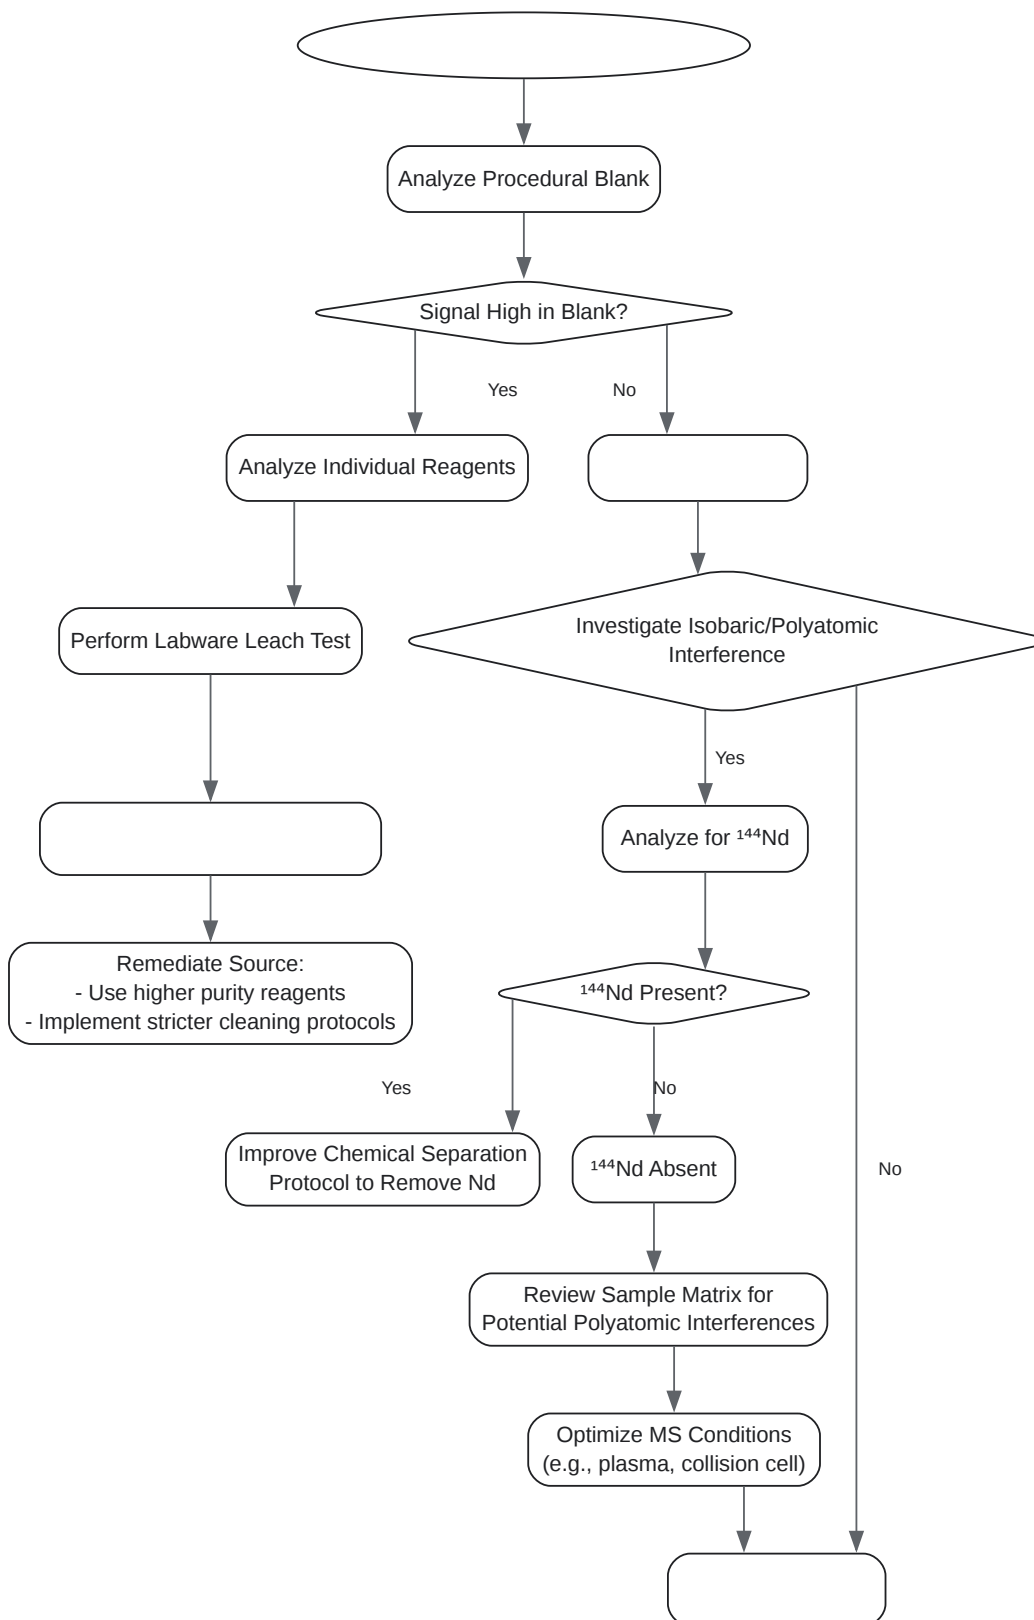 Analyze Procedural Blank
Signal High in Blank?
Yes
No
Analyze Individual Reagents
Perform Labware Leach Test
Investigate Isobaric/Polyatomic
Interference
Yes
Analyze for ¹⁴⁴Nd
Remediate Source:
- Use higher purity reagents
- Implement stricter cleaning protocols
¹⁴⁴Nd Present?
Yes
No
Improve Chemical Separation
Protocol to Remove Nd
¹⁴⁴Nd Absent
No
Review Sample Matrix for
Potential Polyatomic Interferences
Optimize MS Conditions
(e.g., plasma, collision cell)